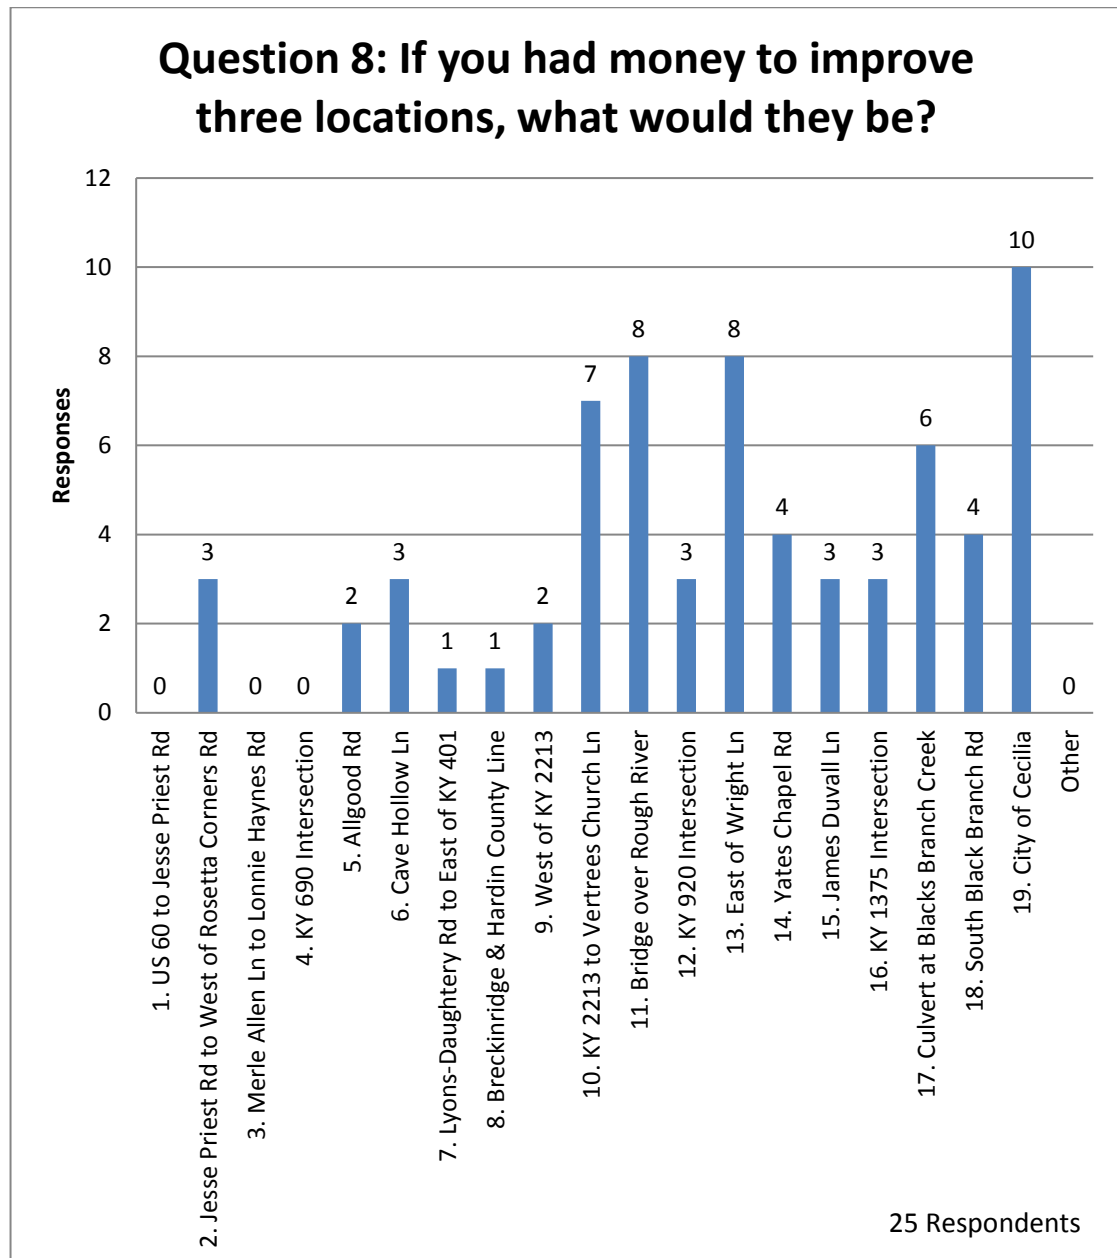 Question 8: If you had money to improve
three locations, what would they be?
12
10
8
6
4
2
0
Responses
0
3
0
0
2
3
1
1
2
7
8
3
8
4
3
3
6
4
10
0
1. US 60 to Jesse Priest Rd
2. Jesse Priest Rd to West of Rosetta Corners Rd
3. Merle Allen Ln to Lonnie Haynes Rd
4. KY 690 Intersection
5. Allgood Rd
6. Cave Hollow Ln
7. Lyons-Daughtery Rd to East of KY 401
8. Breckinridge & Hardin County Line
9. West of KY 2213
10. KY 2213 to Vertrees Church Ln
11. Bridge over Rough River
12. KY 920 Intersection
13. East of Wright Ln
14. Yates Chapel Rd
15. James Duvall Ln
16. KY 1375 Intersection
17. Culvert at Blacks Branch Creek
18. South Black Branch Rd
19. City of Cecilia
Other
25 Respondents